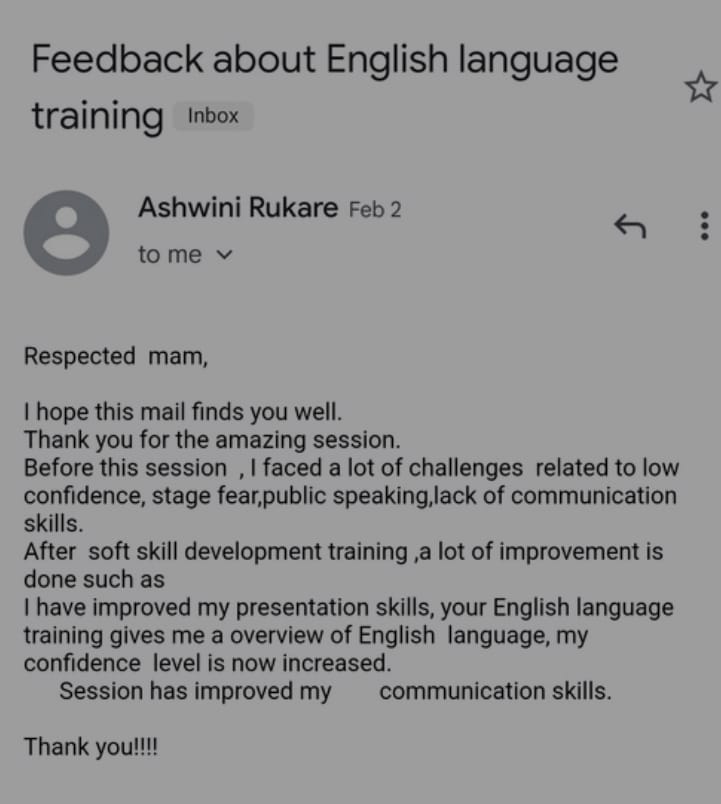 Feedback about English language
training Inbox
Ashwini Rukare Feb 2
to me
Respected  mam,
I hope this mail finds you well.
Thank you for the amazing session.
Before this session  , I faced a lot of challenges  related to low
confidence, stage fear,public speaking,lack of communication
skills.
After  soft skill development training ,a lot of improvement is
done such as
I have improved my presentation skills, your English language
training gives me a overview of English  language, my
confidence  level is now increased.
Session has improved my       communication skills.
Thank you!!!!